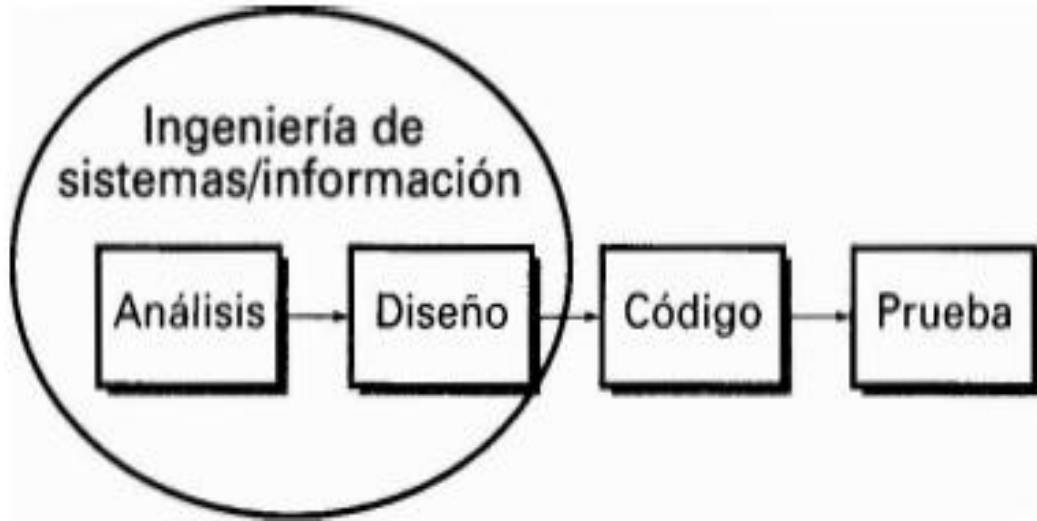 Ingeniería de
sistemas/información
Análisis
Diseño
Código
Prueba